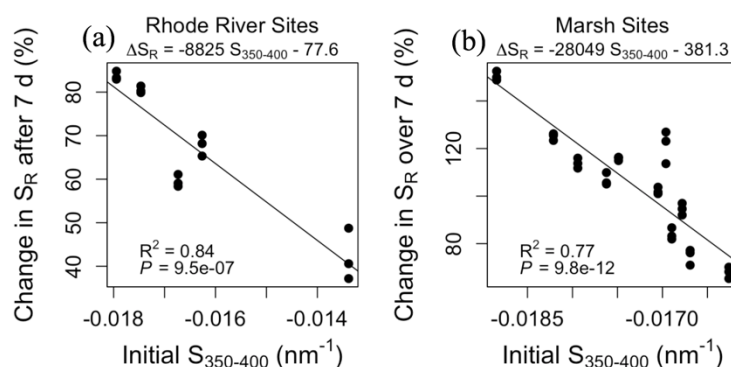 (a) Rhode River Sites
ΔS_R = -8825 S_350-400 - 77.6
Change in S_R after 7 d (%)
80
70
60
50
40
R² = 0.84
P = 9.5e-07
-0.018 -0.016 -0.014
Initial S_350-400 (nm⁻¹)
(b) Marsh Sites
ΔS_R = -28049 S_350-400 - 381.3
Change in S_R over 7 d (%)
120
80
R² = 0.77
P = 9.8e-12
-0.0185 -0.0170
Initial S_350-400 (nm⁻¹)